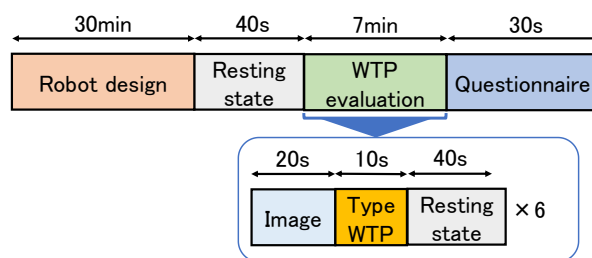 30min 40s 7min 30s
Robot design
Resting
state
WTP
evaluation
Questionnaire
20s 10s 40s
Image
Type
WTP
Resting
state
×6